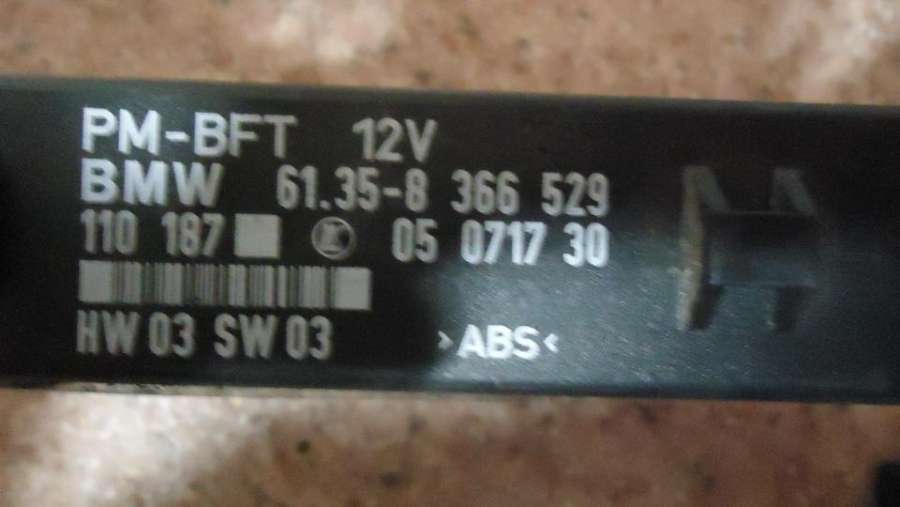 PM-BFT 12V
BMW 61.35-8 366 529
110 187 05 0717 30
HW 03 SW 03 >ABS<